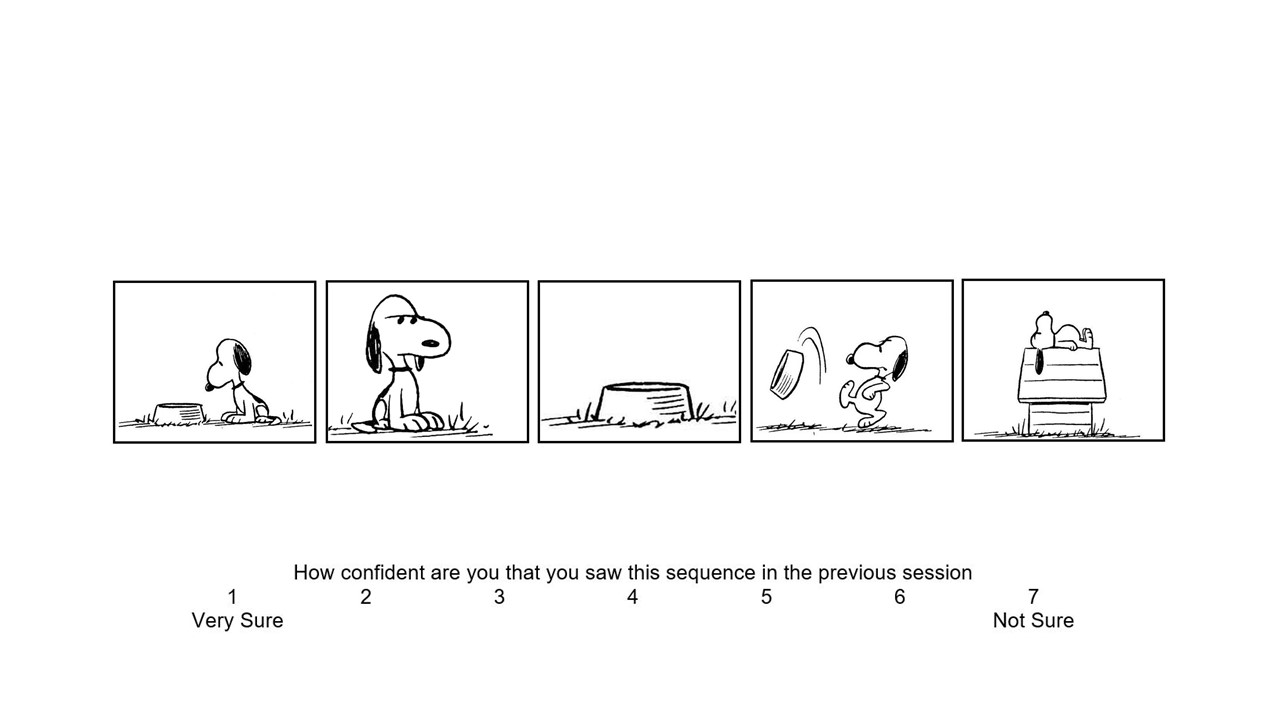 How confident are you that you saw this sequence in the previous session
1 2 3 4 5 6 7
Very Sure Not Sure